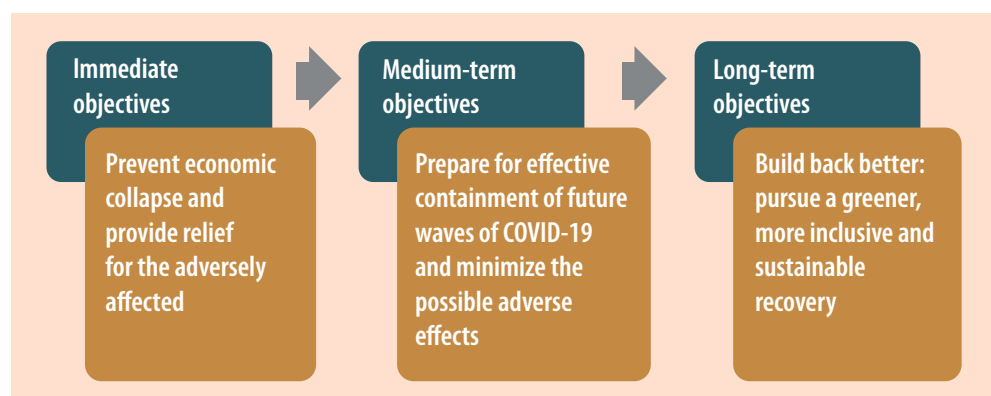 Immediate
objectives
Prevent economic
collapse and
provide relief
for the adversely
affected
Medium-term
objectives
Prepare for effective
containment of future
waves of COVID-19
and minimize the
possible adverse
effects
Long-term
objectives
Build back better:
pursue a greener,
more inclusive and
sustainable
recovery